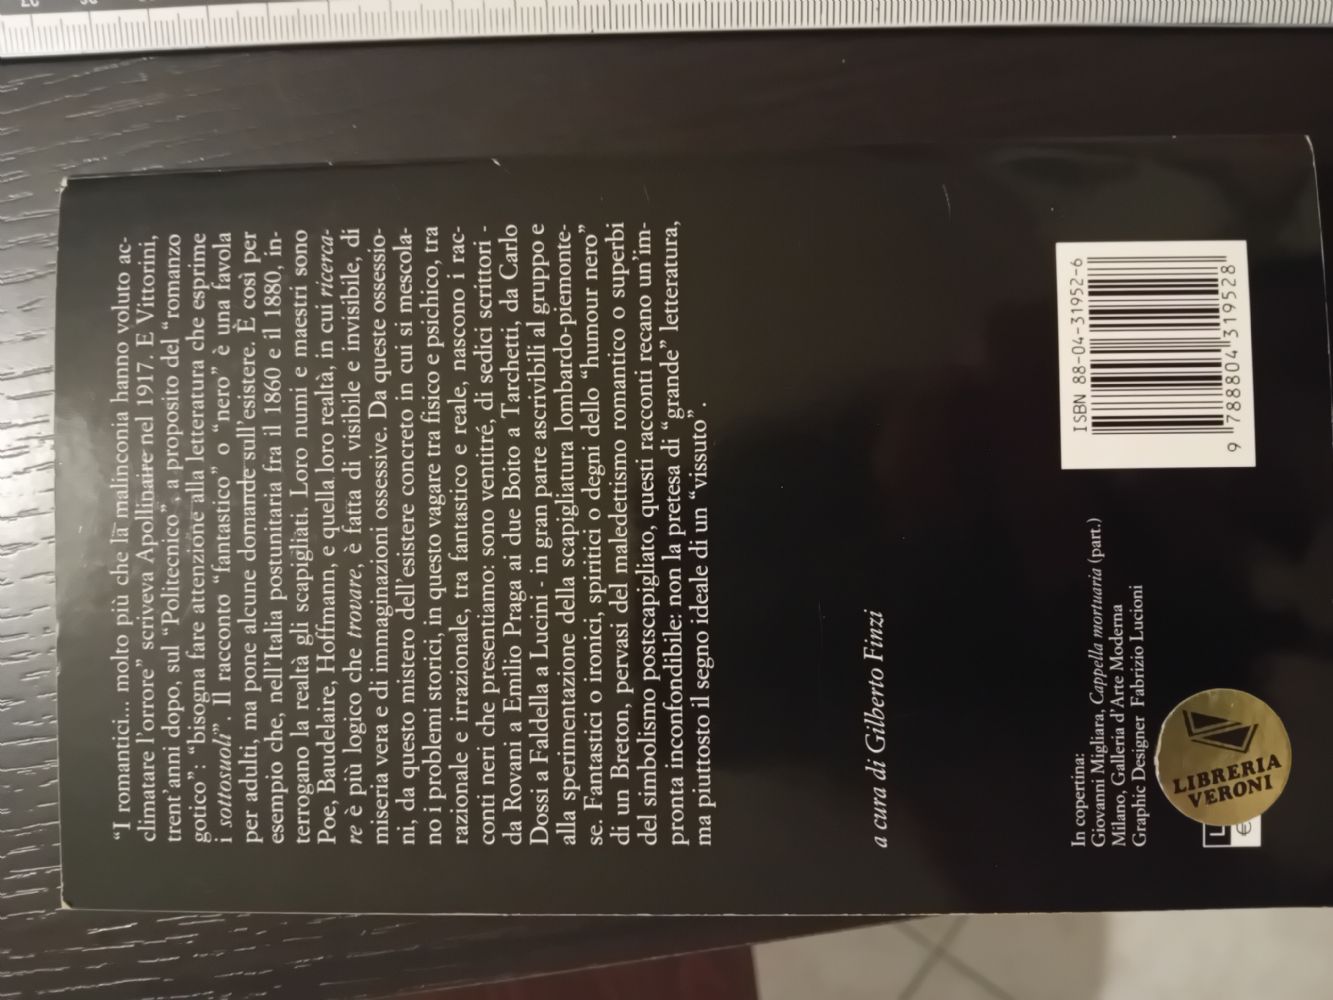 “I romantici... molto più che la malinconia hanno voluto ac-
climatare l'orrore” scriveva Apollinaire nel 1917. E Vittorini,
trent'anni dopo, sul “Politecnico”, a proposito del “romanzo
gotico”: “bisogna fare attenzione alla letteratura che esprime
i sottosuoli”. Il racconto “fantastico” o “nero” è una favola
per adulti, ma pone alcune domande sull'esistere. È così per
esempio che, nell'Italia postunitaria fra il 1860 e il 1880, in-
terrogano la realtà gli scapigliati. Loro numi e maestri sono
Poe, Baudelaire, Hoffmann, e quella loro realtà, in cui ricerca-
re è più logico che trovare, è fatta di visibile e invisibile, di
miseria vera e di immaginazioni ossessive. Da queste ossessio-
ni, da questo mistero dell'esistere concreto in cui si mescola-
no i problemi storici, in questo vagare tra fisico e psichico, tra
razionale e irrazionale, tra fantastico e reale, nascono i rac-
conti neri che presentiamo: sono ventitré, di sedici scrittori -
da Rovani a Emilio Praga ai due Boito a Tarchetti, da Carlo
Dossi a Faldella a Lucini - in gran parte ascrivibili al gruppo e
alla sperimentazione della scapigliatura lombardo-piemonte-
se. Fantastici o ironici, spiritici o degni dello “humour nero”
di un Breton, pervasi del maledettismo romantico o superbi
del simbolismo postscapigliato, questi racconti recano un'im-
pronta inconfondibile: non la pretesa di “grande” letteratura,
ma piuttosto il segno ideale di un “vissuto”.
a cura di Gilberto Finzi
In copertina:
Giovanni Migliara, Cappella mortuaria (part.)
Milano, Galleria d'Arte Moderna
Graphic Designer Fabrizio Lucioni
ISBN 88-04-31952-6
9 788804 319528
LIBRERIA
VERONI
L
€